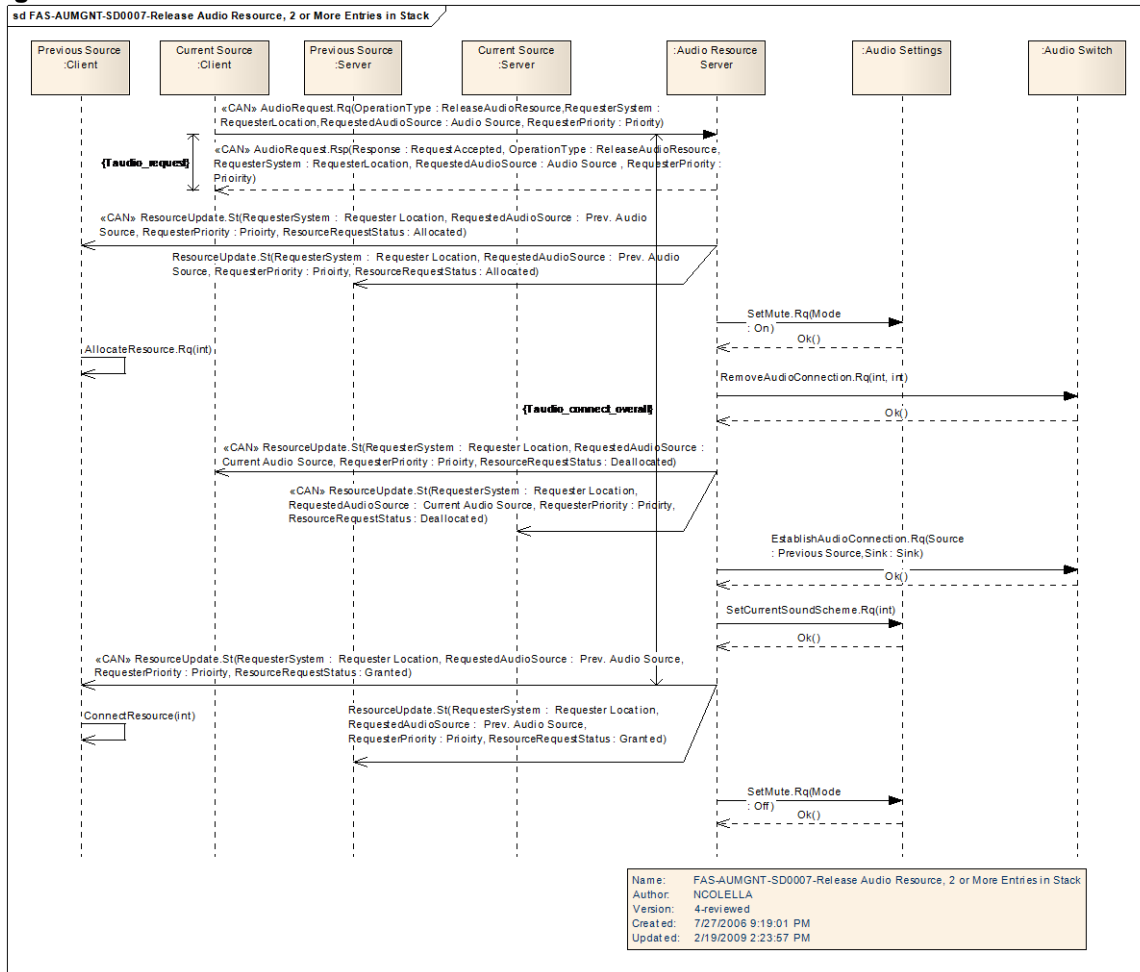 sd FAS-AUMGNT-SD0007-Release Audio Resource, 2 or More Entries in Stack
Previous Source
:Client
Current Source
:Client
Previous Source
:Server
Current Source
:Server
:Audio Resource
Server
:Audio Settings
:Audio Switch
«CAN» AudioRequest.Rq(OperationType : ReleaseAudioResource,RequesterSystem :
RequesterLocation,RequestedAudioSource : Audio Source, RequesterPriority : Priority)
{Taudio_request}
«CAN» AudioRequest.Rsp(Response : RequestAccepted, OperationType : ReleaseAudioResource,
RequesterSystem : RequesterLocation, RequestedAudioSource : Audio Source , RequesterPriority :
Prioirity)
«CAN» ResourceUpdate.St(RequesterSystem : Requester Location, RequestedAudioSource : Prev. Audio
Source, RequesterPriority : Prioirty, ResourceRequestStatus : Allocated)
ResourceUpdate.St(RequesterSystem : Requester Location, RequestedAudioSource : Prev. Audio
Source, RequesterPriority : Prioirty, ResourceRequestStatus : Allocated)
SetMute.Rq(Mode
: On)
Ok()
AllocateResource.Rq(int)
RemoveAudioConnection.Rq(int, int)
{Taudio_connect_overall}
Ok()
«CAN» ResourceUpdate.St(RequesterSystem : Requester Location, RequestedAudioSource :
Current Audio Source, RequesterPriority : Prioirty, ResourceRequestStatus : Deallocated)
«CAN» ResourceUpdate.St(RequesterSystem : Requester Location,
RequestedAudioSource : Current Audio Source, RequesterPriority : Prioirty,
ResourceRequestStatus : Deallocated)
EstablishAudioConnection.Rq(Source
: Previous Source,Sink : Sink)
Ok()
SetCurrentSoundScheme.Rq(int)
Ok()
«CAN» ResourceUpdate.St(RequesterSystem : Requester Location, RequestedAudioSource : Prev. Audio Source,
RequesterPriority : Prioirty, ResourceRequestStatus : Granted)
ConnectResource(int)
ResourceUpdate.St(RequesterSystem : Requester Location,
RequestedAudioSource : Prev. Audio Source,
RequesterPriority : Prioirty, ResourceRequestStatus : Granted)
SetMute.Rq(Mode
: Off)
Ok()
Name: FAS-AUMGNT-SD0007-Release Audio Resource, 2 or More Entries in Stack
Author: NCOLELLA
Version: 4-reviewed
Created: 7/27/2006 9:19:01 PM
Updated: 2/19/2009 2:23:57 PM